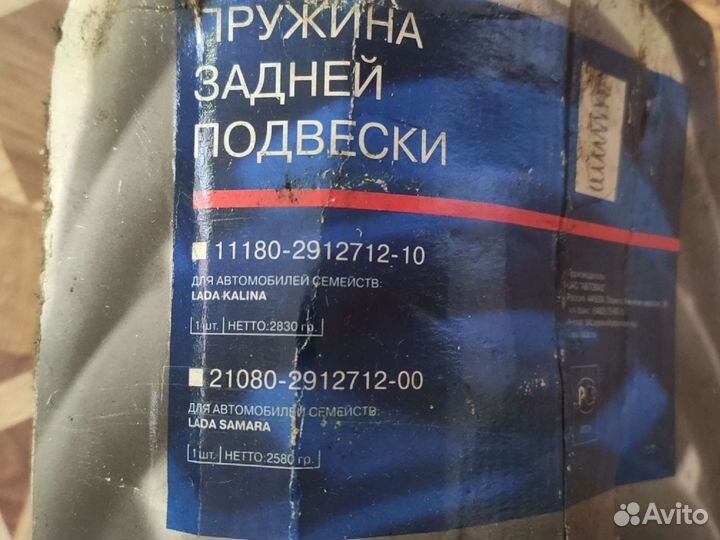 ПРУЖИНА
ЗАДНЕЙ
ПОДВЕСКИ
11180-2912712-10
ДЛЯ АВТОМОБИЛЕЙ СЕМЕЙСТВ:
LADA KALINA
1 шт. НЕТТО:2830 гр.
21080-2912712-00
ДЛЯ АВТОМОБИЛЕЙ СЕМЕЙСТВ:
LADA SAMARA
1 шт. НЕТТО:2580 гр.
Avito